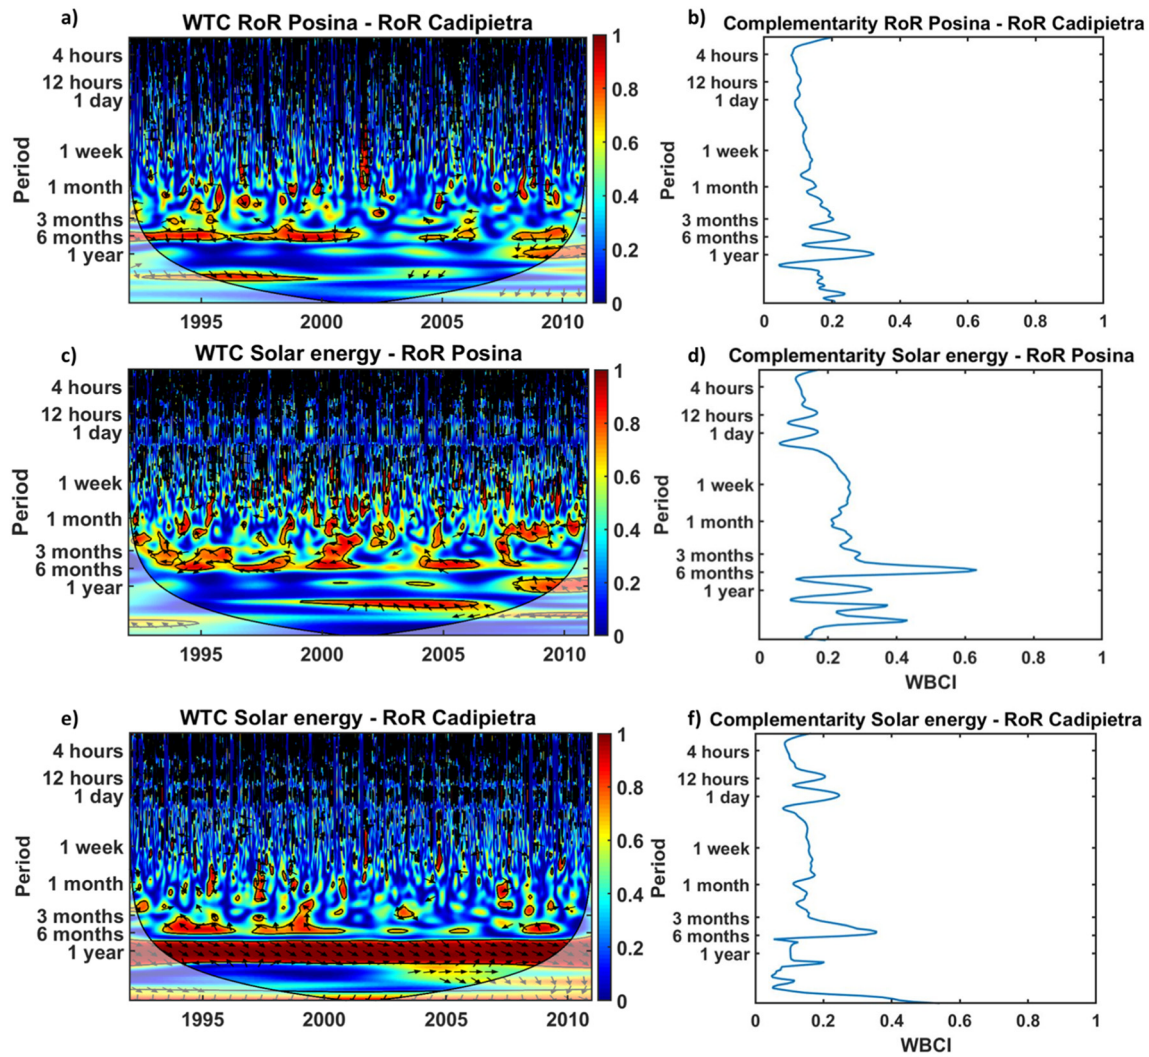 a) WTC RoR Posina - RoR Cadipietra
Period
4 hours
12 hours
1 day
1 week
1 month
3 months
6 months
1 year
1995 2000 2005 2010
1
0.8
0.6
0.4
0.2
0
b) Complementarity RoR Posina - RoR Cadipietra
Period
4 hours
12 hours
1 day
1 week
1 month
3 months
6 months
1 year
0 0.2 0.4 0.6 0.8 1
c) WTC Solar energy - RoR Posina
Period
4 hours
12 hours
1 day
1 week
1 month
3 months
6 months
1 year
1995 2000 2005 2010
1
0.8
0.6
0.4
0.2
0
d) Complementarity Solar energy - RoR Posina
Period
4 hours
12 hours
1 day
1 week
1 month
3 months
6 months
1 year
0 0.2 0.4 0.6 0.8 1
WBCI
e) WTC Solar energy - RoR Cadipietra
Period
4 hours
12 hours
1 day
1 week
1 month
3 months
6 months
1 year
1995 2000 2005 2010
1
0.8
0.6
0.4
0.2
0
f) Complementarity Solar energy - RoR Cadipietra
Period
4 hours
12 hours
1 day
1 week
1 month
3 months
6 months
1 year
0 0.2 0.4 0.6 0.8 1
WBCI